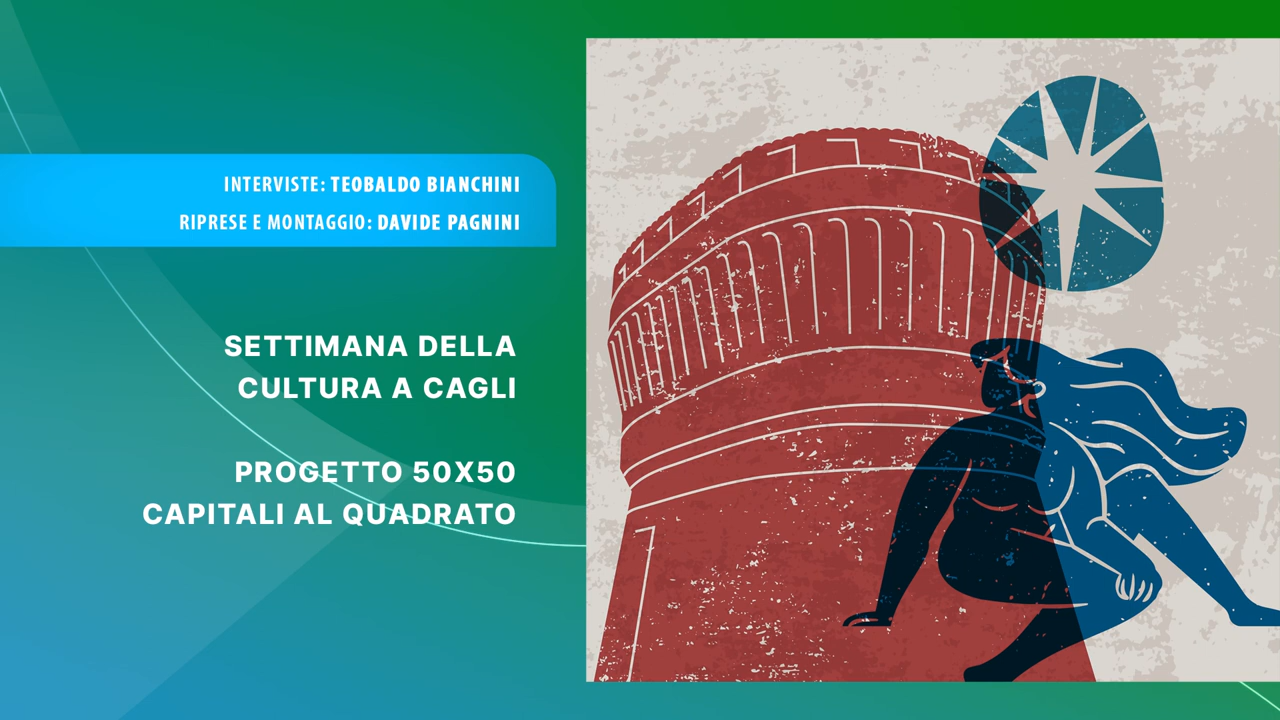 INTERVISTE: TEOBALDO BIANCHINI
RIPRESE E MONTAGGIO: DAVIDE PAGNINI
SETTIMANA DELLA
CULTURA A CAGLI
PROGETTO 50X50
CAPITALI AL QUADRATO